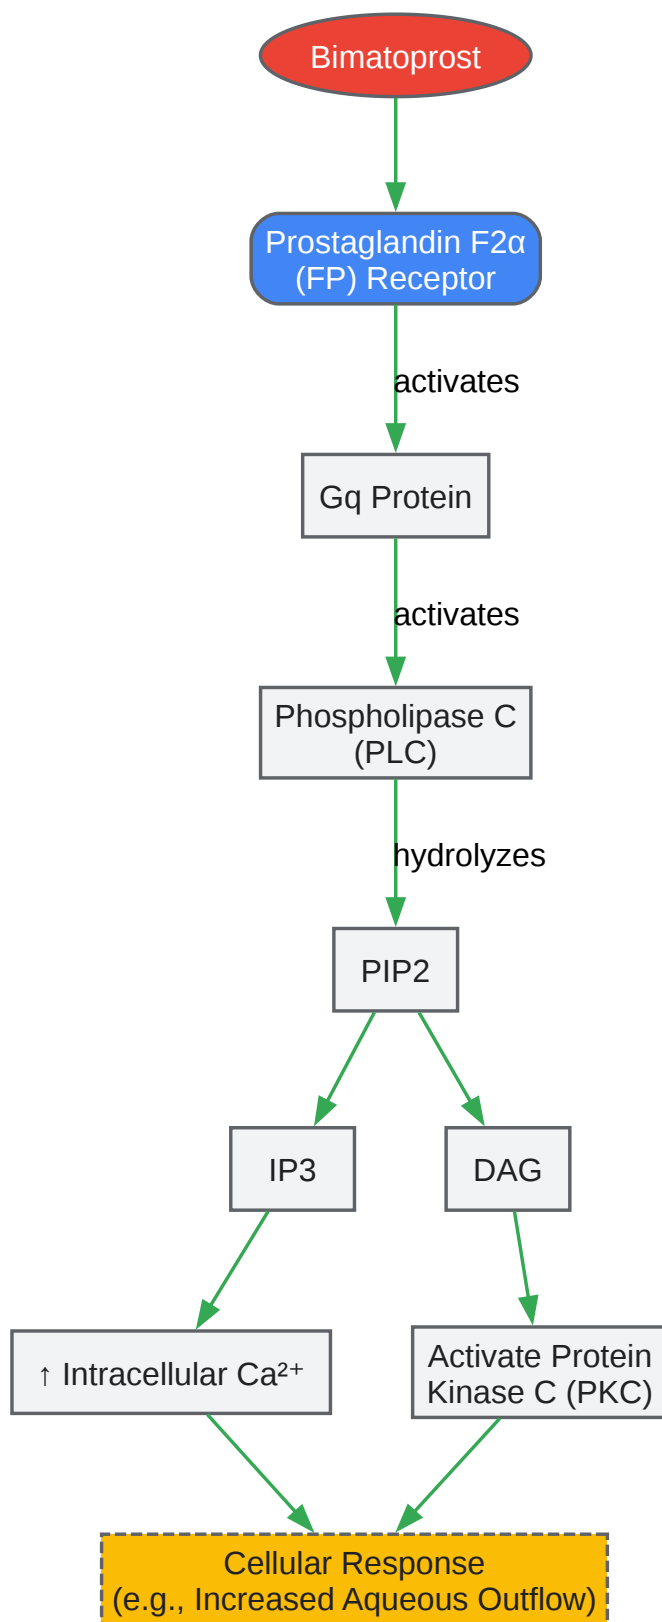 Bimatoprost
Prostaglandin F2α
(FP) Receptor
activates
Gq Protein
activates
Phospholipase C
(PLC)
hydrolyzes
PIP2
IP3
DAG
↑ Intracellular Ca²⁺
Activate Protein
Kinase C (PKC)
Cellular Response
(e.g., Increased Aqueous Outflow)